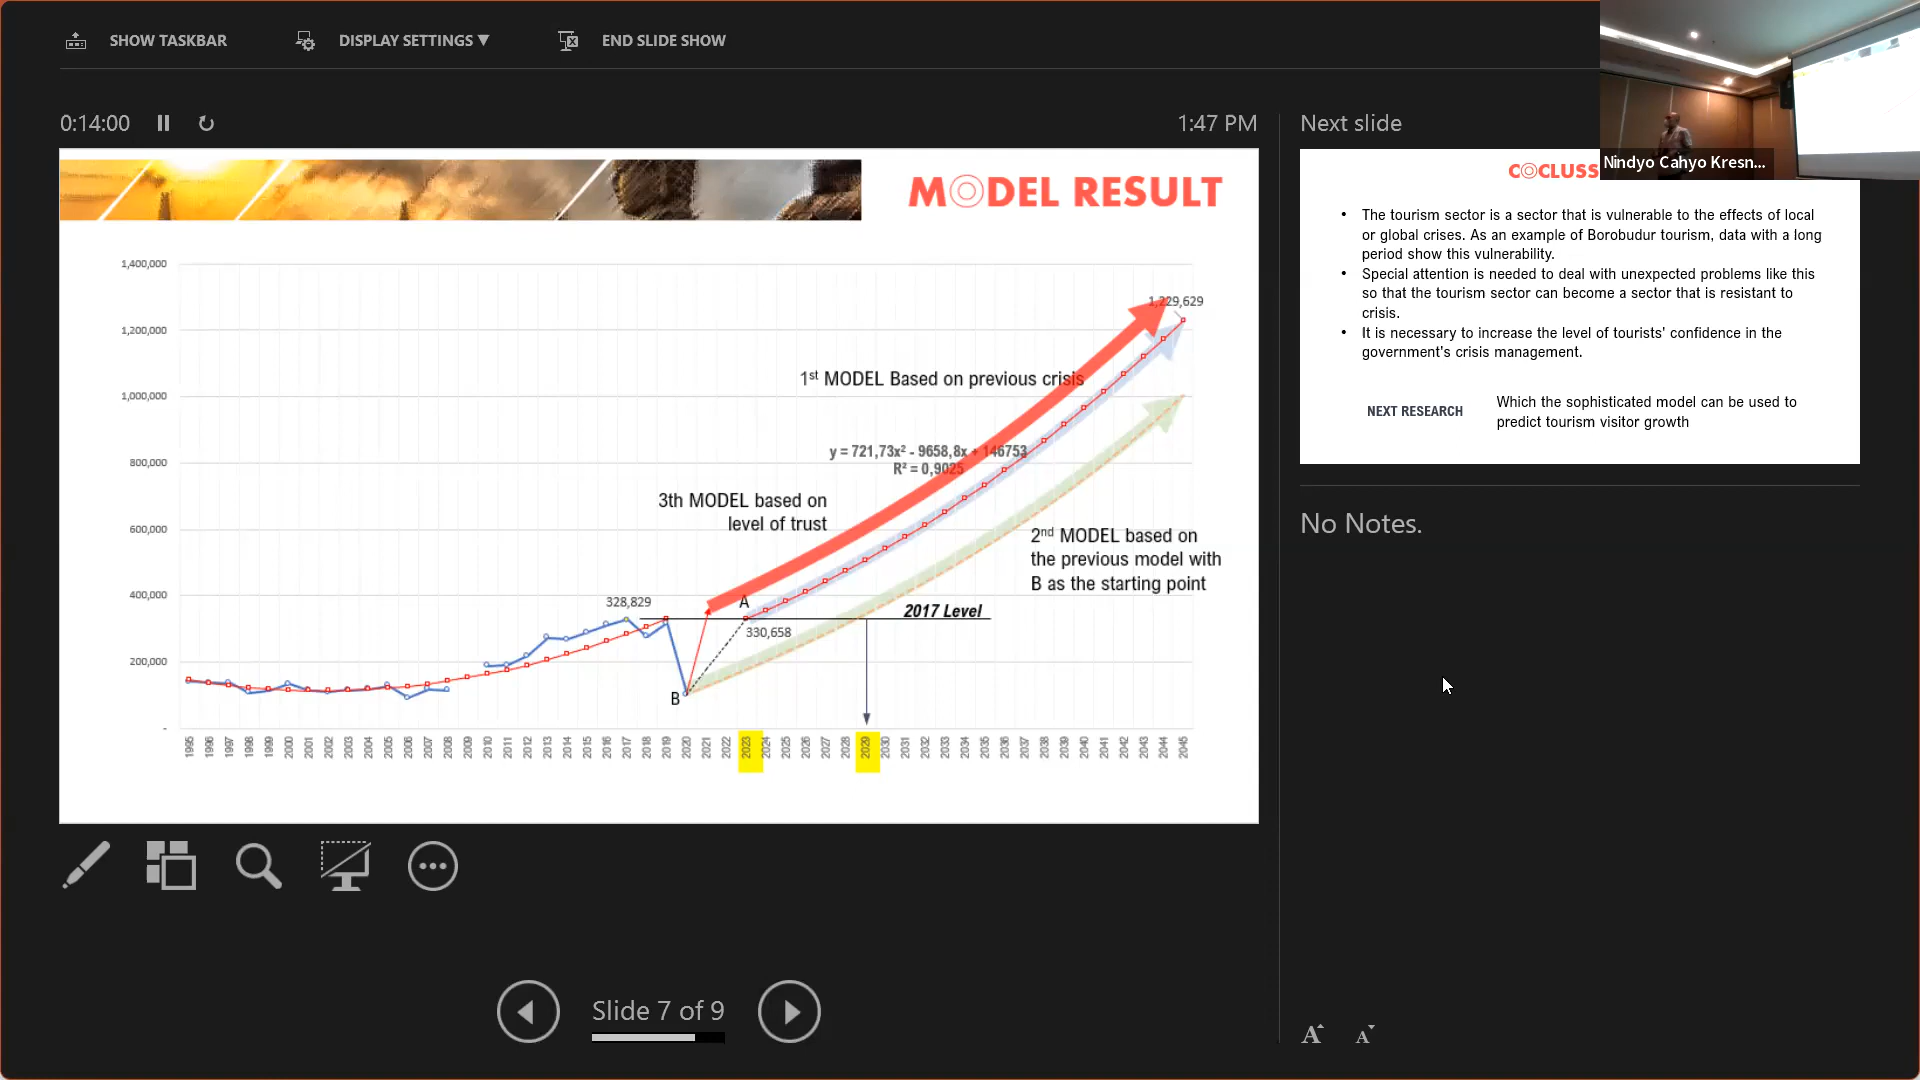 SHOW TASKBAR
DISPLAY SETTINGS ▼
END SLIDE SHOW
0:14:00
1:47 PM
Next slide
Nindyo Cahyo Kresn...
MODEL RESULT
1,400,000
1,200,000
1,000,000
800,000
600,000
400,000
200,000
-
1,229,629
1st MODEL Based on previous crisis
y = 721,73x² - 9658,8x + 146753
R² = 0,9025
3th MODEL based on
level of trust
2nd MODEL based on
the previous model with
B as the starting point
328,829
A
2017 Level
330,658
B
1995 1996 1997 1998 1999 2000 2001 2002 2003 2004 2005 2006 2007 2008 2009 2010 2011 2012 2013 2014 2015 2016 2017 2018 2019 2020 2021 2022 2023 2024 2025 2026 2027 2028 2029 2030 2031 2032 2033 2034 2035 2036 2037 2038 2039 2040 2041 2042 2043 2044 2045
COCLUSS
• The tourism sector is a sector that is vulnerable to the effects of local
or global crises. As an example of Borobudur tourism, data with a long
period show this vulnerability.
• Special attention is needed to deal with unexpected problems like this
so that the tourism sector can become a sector that is resistant to
crisis.
• It is necessary to increase the level of tourists' confidence in the
government's crisis management.
NEXT RESEARCH
Which the sophisticated model can be used to
predict tourism visitor growth
No Notes.
Slide 7 of 9
A A